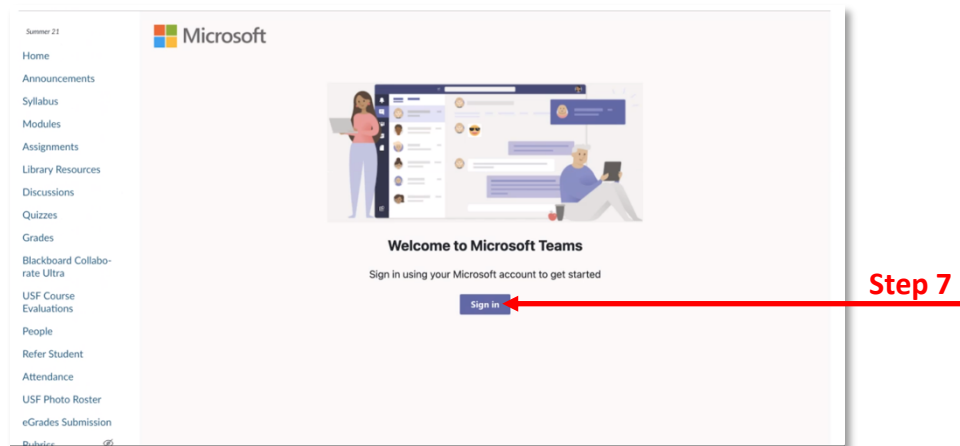 Summer 21
Microsoft
Home
Announcements
Syllabus
Modules
Assignments
Library Resources
Discussions
Quizzes
Grades
Blackboard Collabo-
rate Ultra
USF Course
Evaluations
People
Refer Student
Attendance
USF Photo Roster
eGrades Submission
Rubrics
Welcome to Microsoft Teams
Sign in using your Microsoft account to get started
Sign in
Step 7